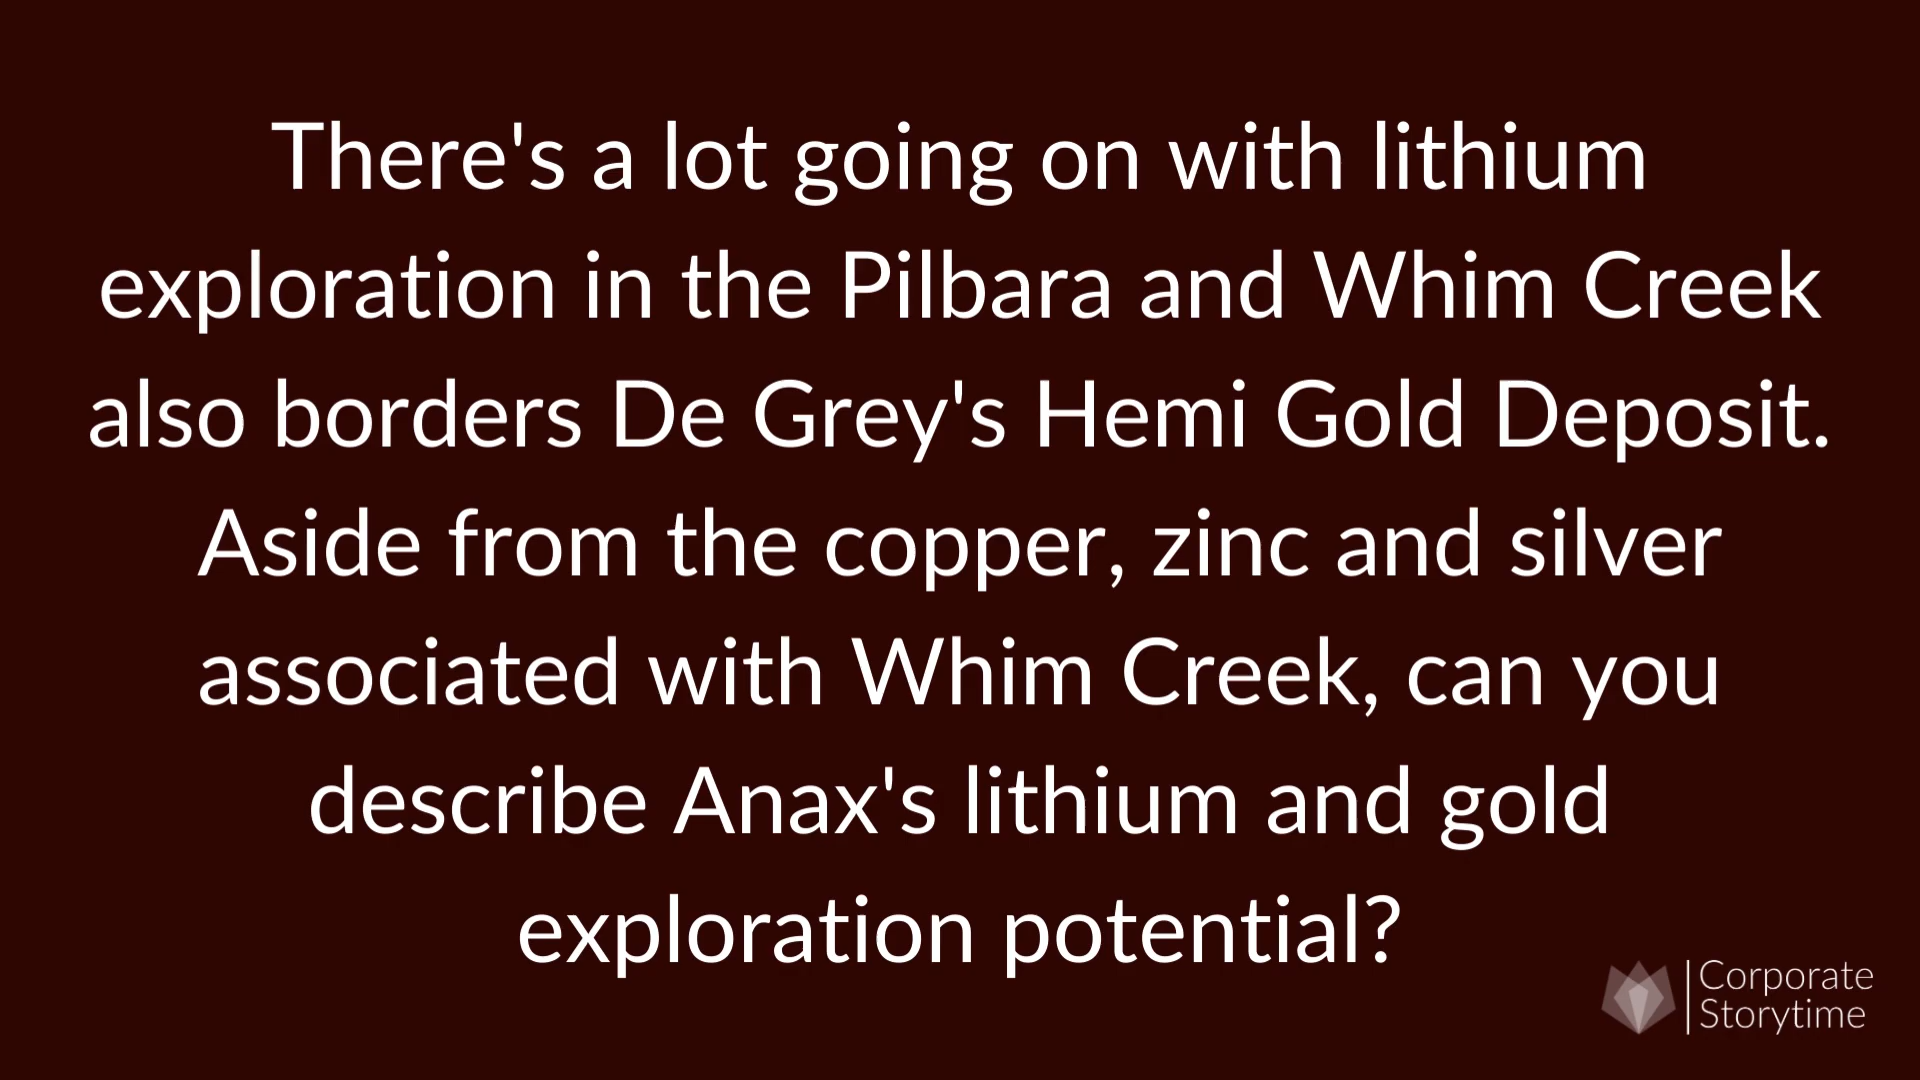 There's a lot going on with lithium
exploration in the Pilbara and Whim Creek
also borders De Grey's Hemi Gold Deposit.
Aside from the copper, zinc and silver
associated with Whim Creek, can you
describe Anax's lithium and gold
exploration potential?
Corporate
Storytime